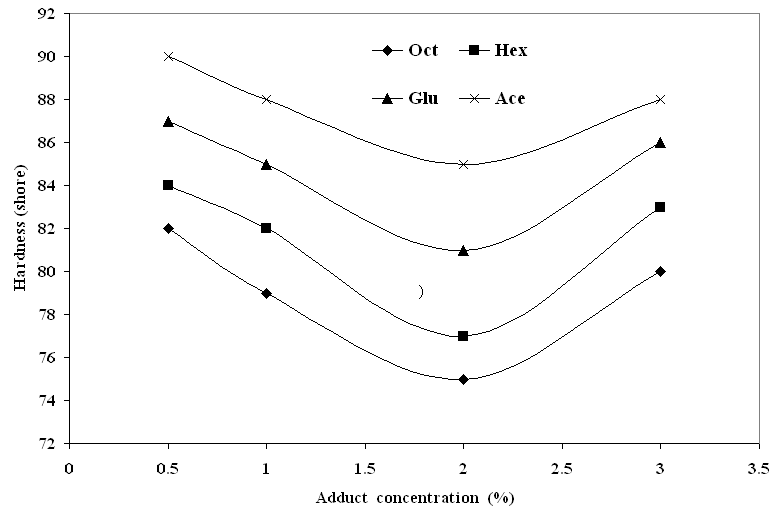 92
90
88
86
84
82
80
78
76
74
72
Hardness (shore)
Oct Hex
Glu Ace
)
0 0.5 1 1.5 2 2.5 3 3.5
Adduct concentration (%)